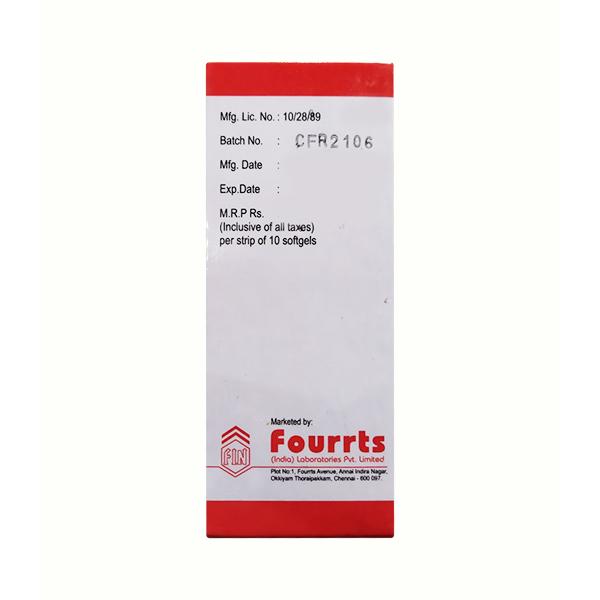 Mfg. Lic. No. : 10/28/89
Batch No. : CFR2106
Mfg. Date :
Exp.Date :
M.R.P Rs.
(Inclusive of all taxes)
per strip of 10 softgels
Marketed by:
Fourrts
(India) Laboratories Pvt. Limited
FIN
Plot No:1, Fourrts Avenue, Annai Indira Nagar,
Okkiyam Thoraipakkam, Chennai - 600 097.